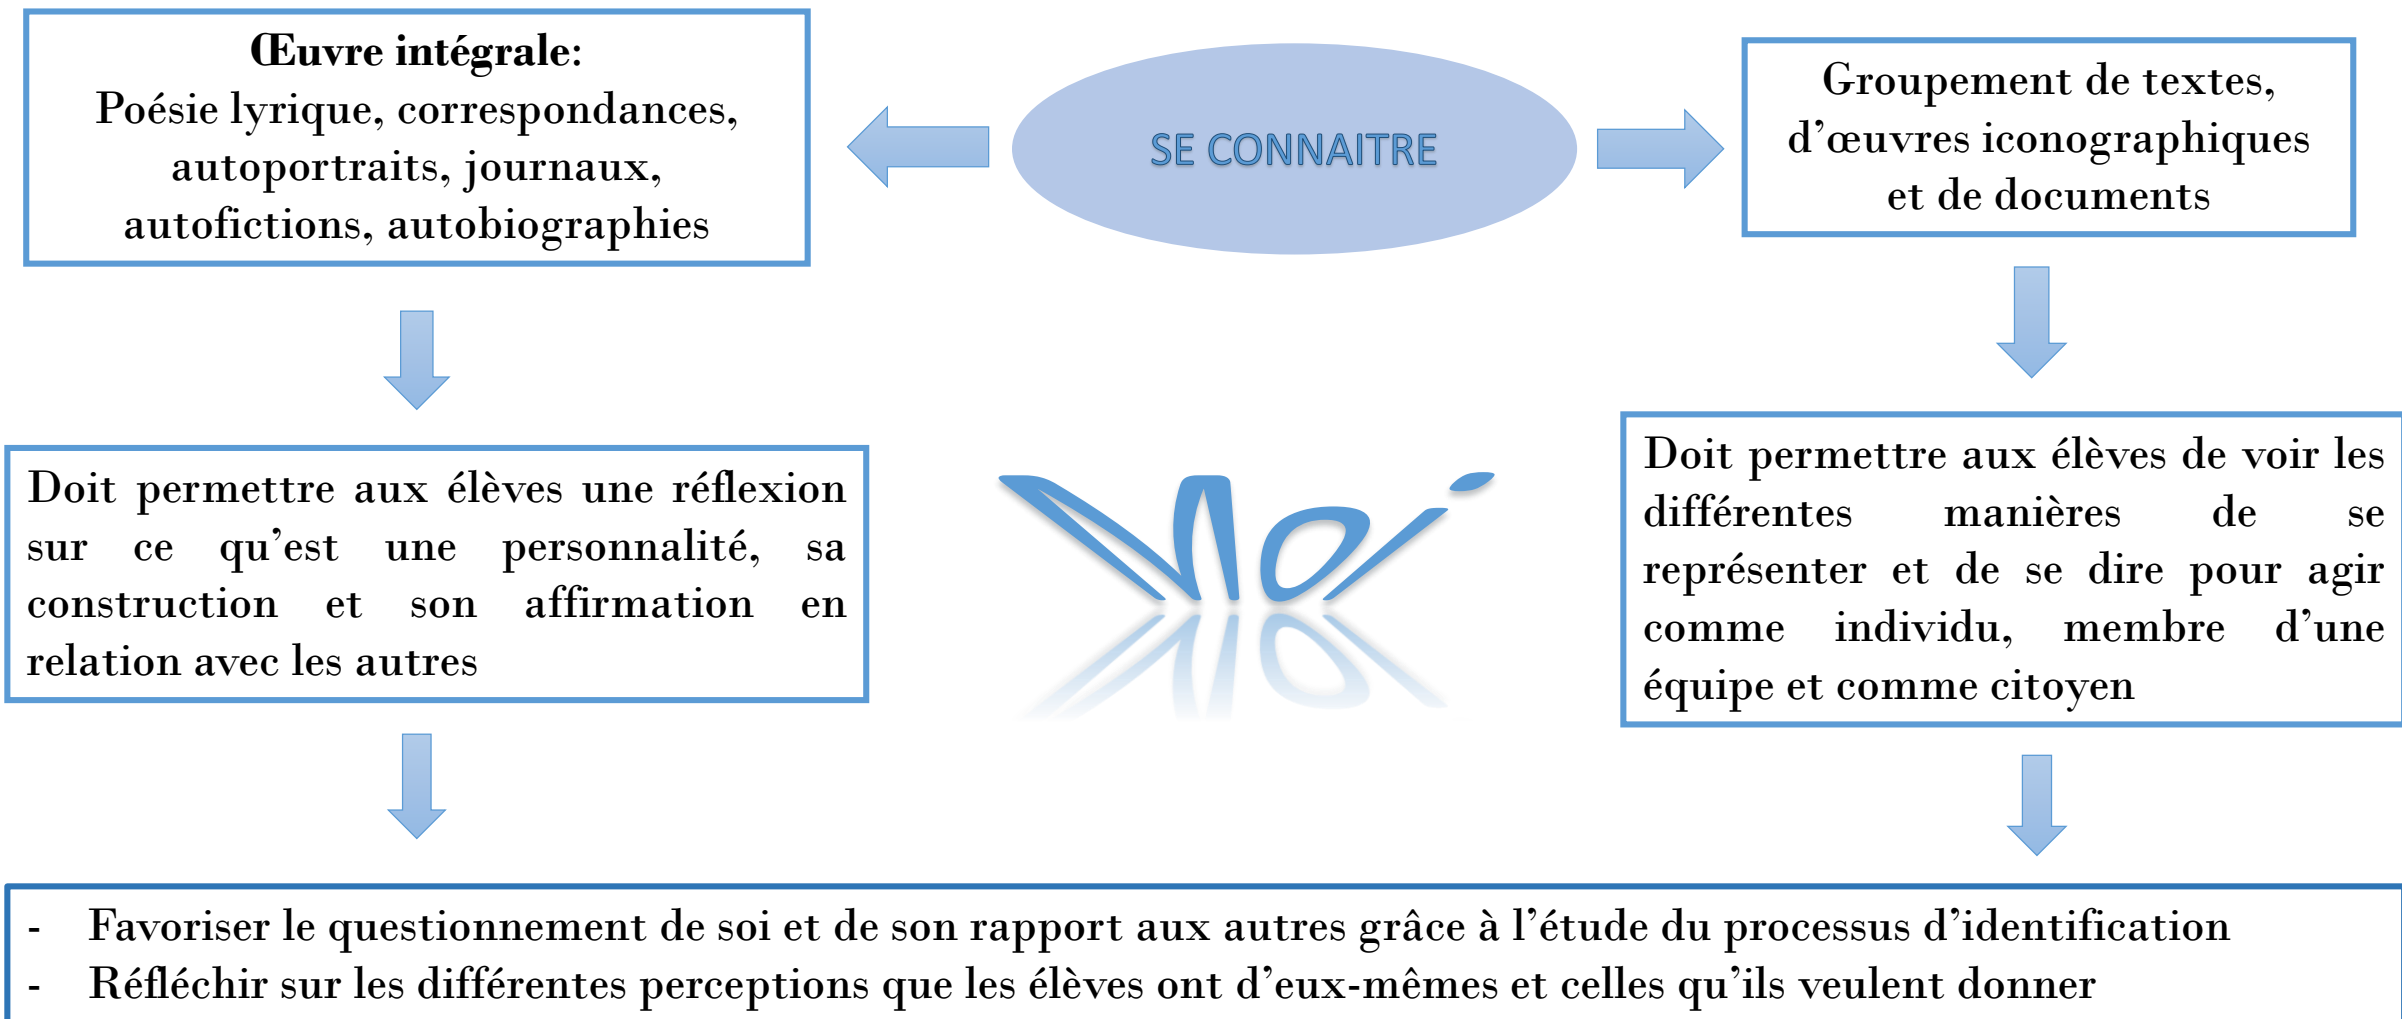 Œuvre intégrale:
Poésie lyrique, correspondances,
autoportraits, journaux,
autofictions, autobiographies
SE CONNAITRE
Groupement de textes,
d’œuvres iconographiques
et de documents
Doit permettre aux élèves une réflexion
sur ce qu’est une personnalité, sa
construction et son affirmation en
relation avec les autres
Moi
Doit permettre aux élèves de voir les
différentes manières de se
représenter et de se dire pour agir
comme individu, membre d’une
équipe et comme citoyen
- Favoriser le questionnement de soi et de son rapport aux autres grâce à l’étude du processus d’identification
- Réfléchir sur les différentes perceptions que les élèves ont d’eux-mêmes et celles qu’ils veulent donner